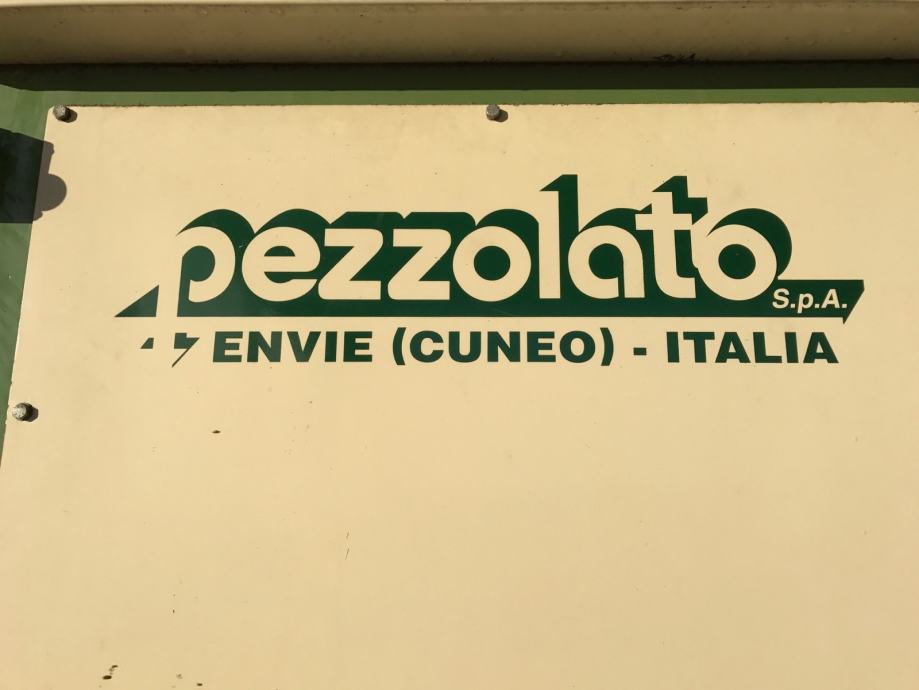 pezzolato
S.p.A.
ENVIE (CUNEO) - ITALIA